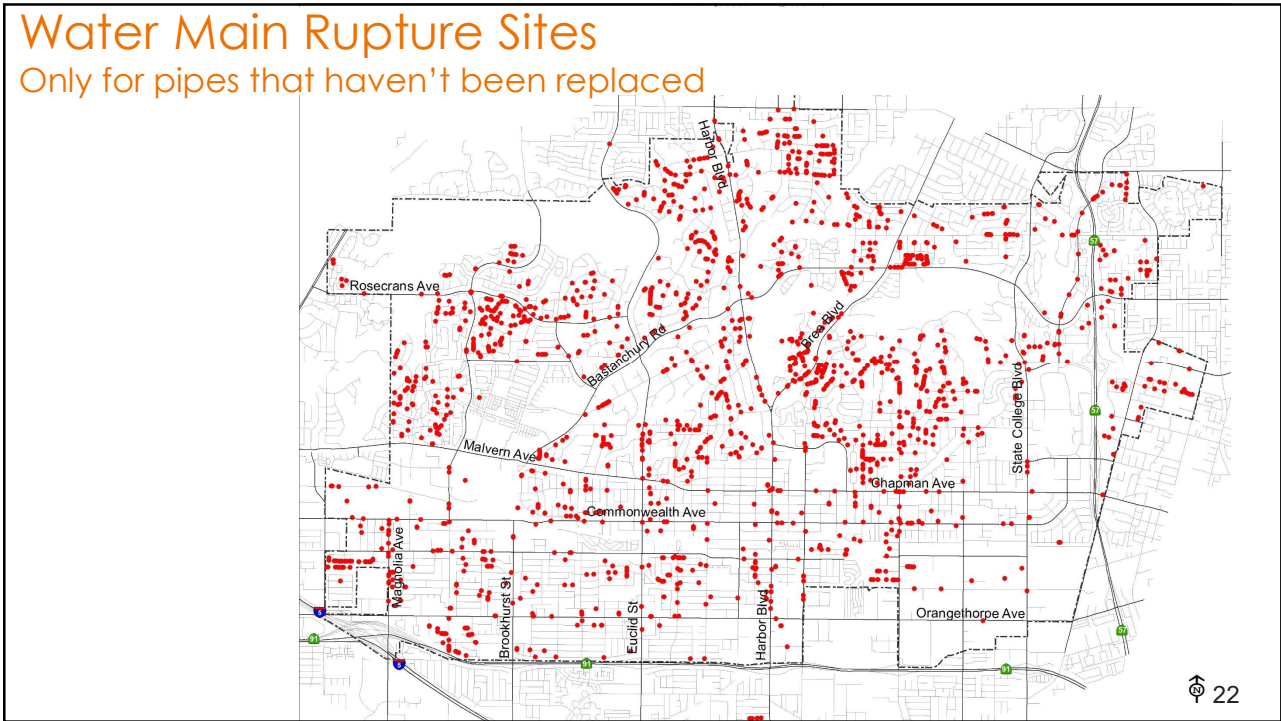 Water Main Rupture Sites
Only for pipes that haven't been replaced
Harbor Blvd
57
Rosecrans Ave
Brea Blvd
Bastanchury Rd
State College Blvd
57
Malvern Ave
Chapman Ave
Commonwealth Ave
Magnolia Ave
Brookhurst St
Euclid St
Harbor Blvd
Orangethorpe Ave
5
91
57
5
91
91
N
22